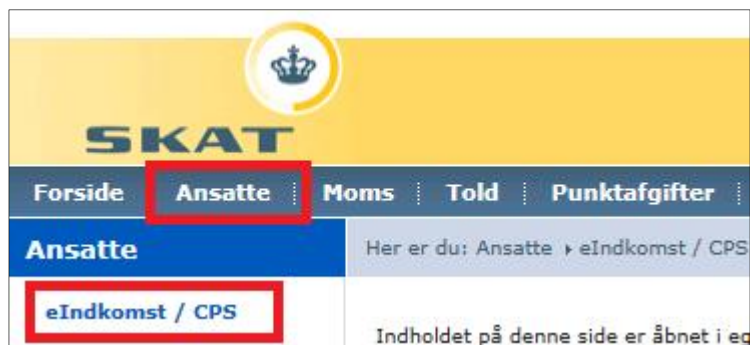 SKAT
Forside Ansatte Moms Told Punktafgifter
Ansatte
Her er du: Ansatte ▸ eIndkomst / CPS
eIndkomst / CPS
Indholdet på denne side er åbnet i